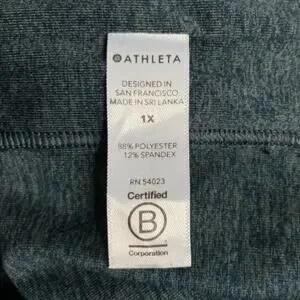 ATHLETA
DESIGNED IN
SAN FRANCISCO
MADE IN SRI LANKA
1X
88% POLYESTER
12% SPANDEX
RN 54023
Certified
B
Corporation